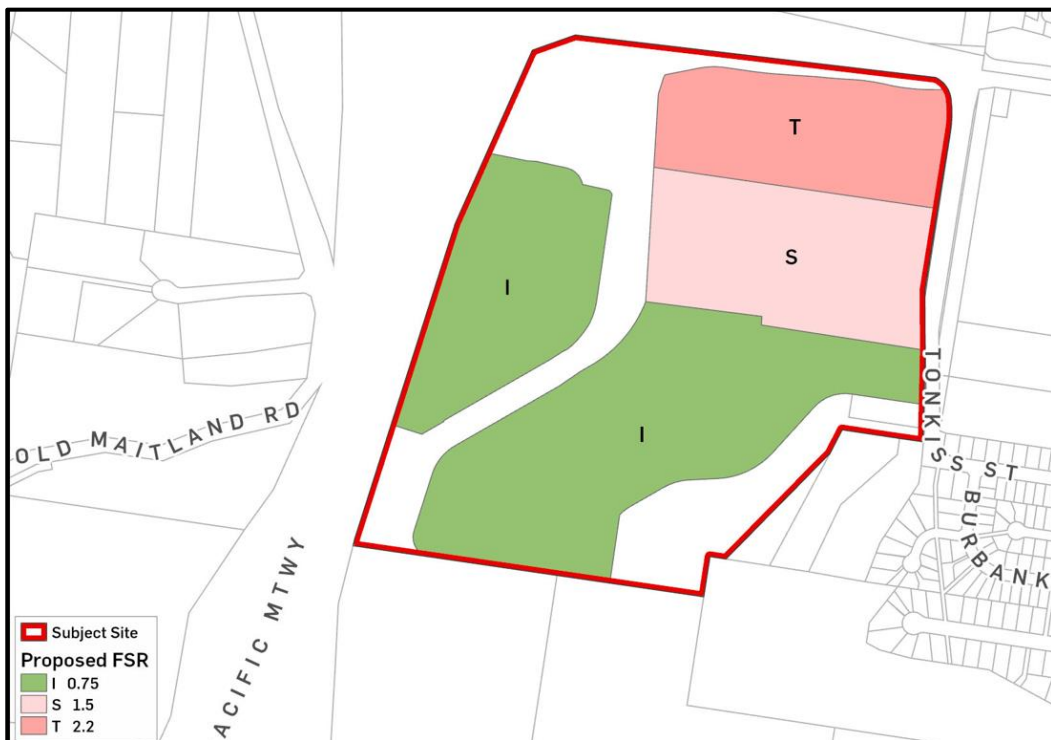 T
S
I
I
TONKISS ST
OLD MAITLAND RD
BURBANK
ACIFIC MTWY
Subject Site
Proposed FSR
I 0.75
S 1.5
T 2.2